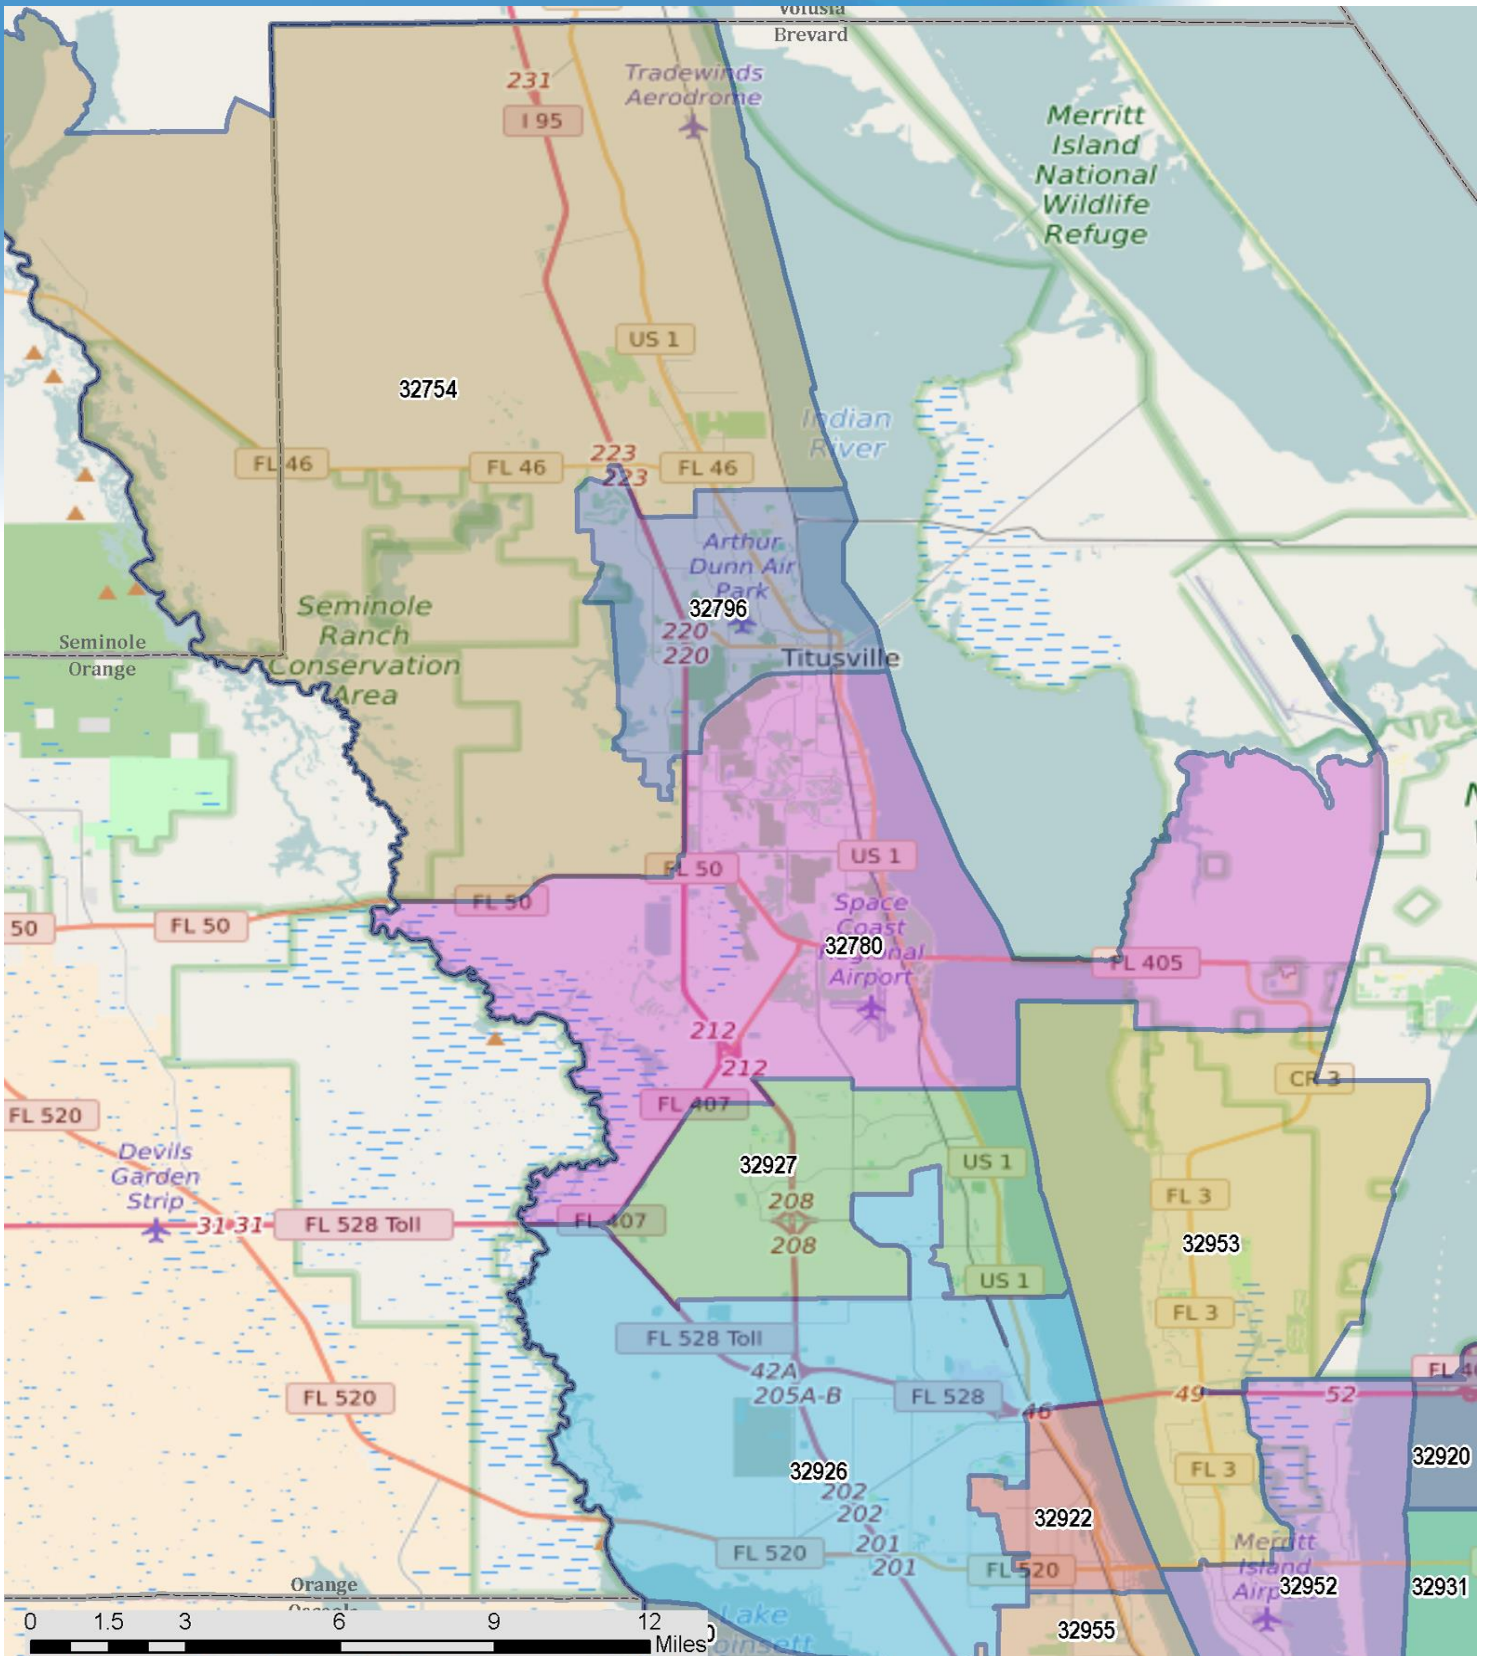 Volusia
Brevard
231
I 95
Tradewinds
Aerodrome
Merritt
Island
National
Wildlife
Refuge
US 1
32754
Indian
River
FL 46
FL 46
223
223
FL 46
Arthur
Dunn Air
Park
32796
Seminole
Ranch
Conservation
Area
220
220
Seminole
Orange
Titusville
FL 50
US 1
50
FL 50
FL 50
Space
Coast
Regional
Airport
32780
FL 405
212
212
CR 3
FL 407
FL 520
Devils
Garden
Strip
32927
US 1
FL 3
31 31
FL 528 Toll
FL 407
208
208
32953
US 1
FL 3
FL 528 Toll
42A
205A-B
FL 520
FL 528
46
49
52
32920
32926
FL 3
202
202
32922
201
201
FL 520
FL 520
Merritt
Island
Airport
32952
32931
Orange
0 1.5 3 6 9 12
Miles
Lake
32955